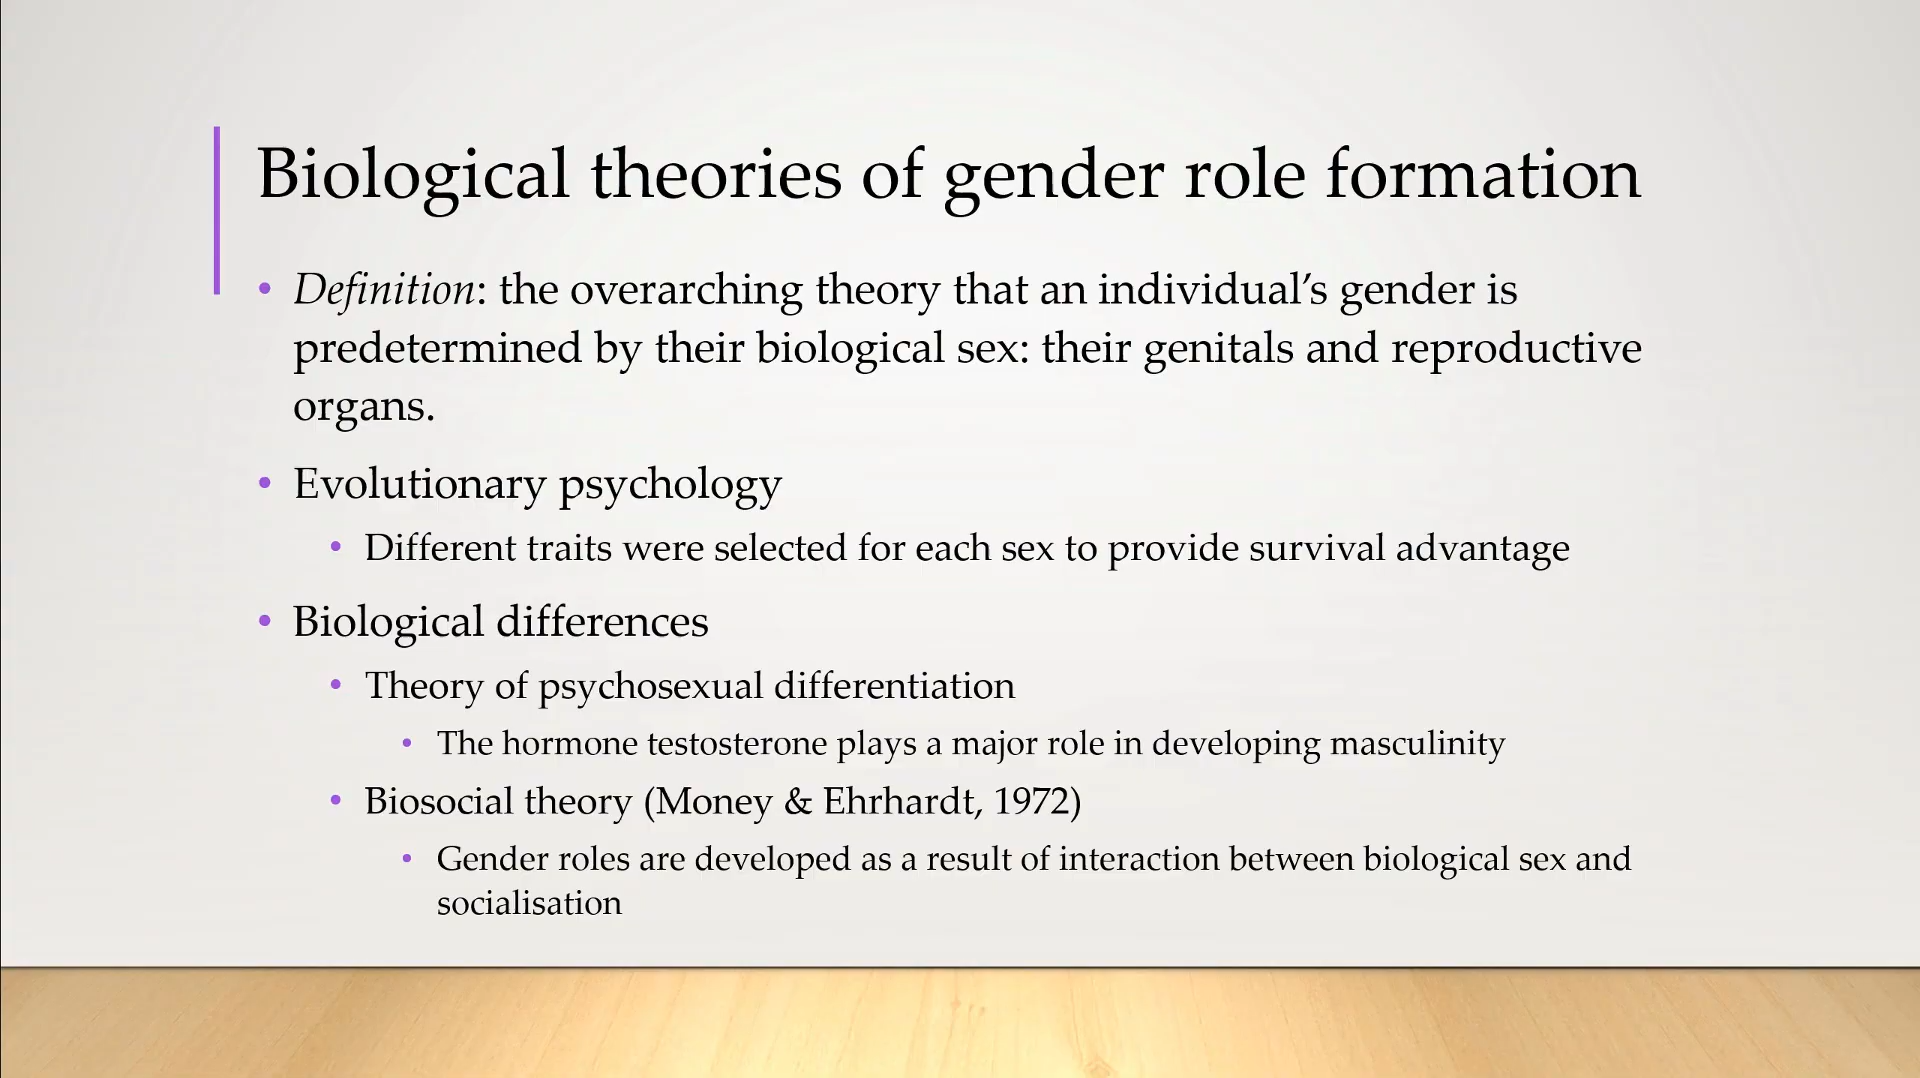 Biological theories of gender role formation
• Definition: the overarching theory that an individual’s gender is
predetermined by their biological sex: their genitals and reproductive
organs.
• Evolutionary psychology
• Different traits were selected for each sex to provide survival advantage
• Biological differences
• Theory of psychosexual differentiation
• The hormone testosterone plays a major role in developing masculinity
• Biosocial theory (Money & Ehrhardt, 1972)
• Gender roles are developed as a result of interaction between biological sex and
socialisation